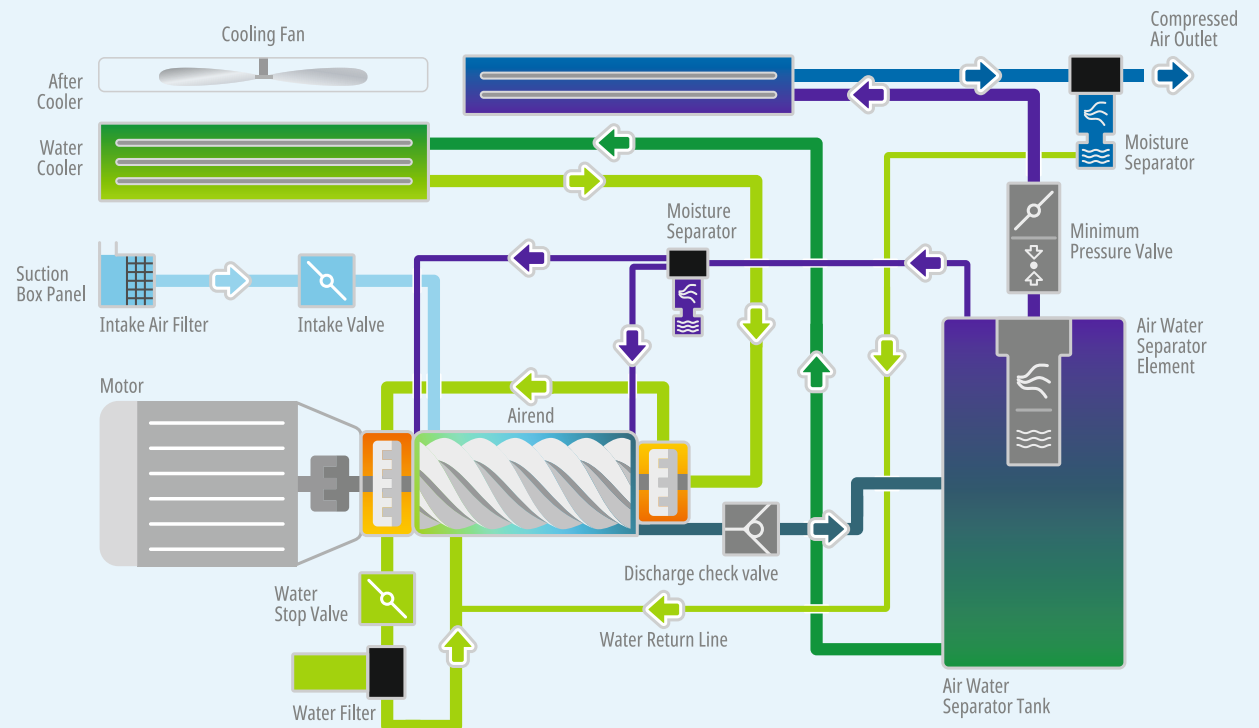 Cooling Fan
After
Cooler
Compressed
Air Outlet
Water
Cooler
Moisture
Separator
Moisture
Separator
Minimum
Pressure Valve
Suction
Box Panel
Intake Air Filter
Intake Valve
Air Water
Separator
Element
Motor
Airend
Discharge check valve
Water
Stop Valve
Water Return Line
Water Filter
Air Water
Separator Tank